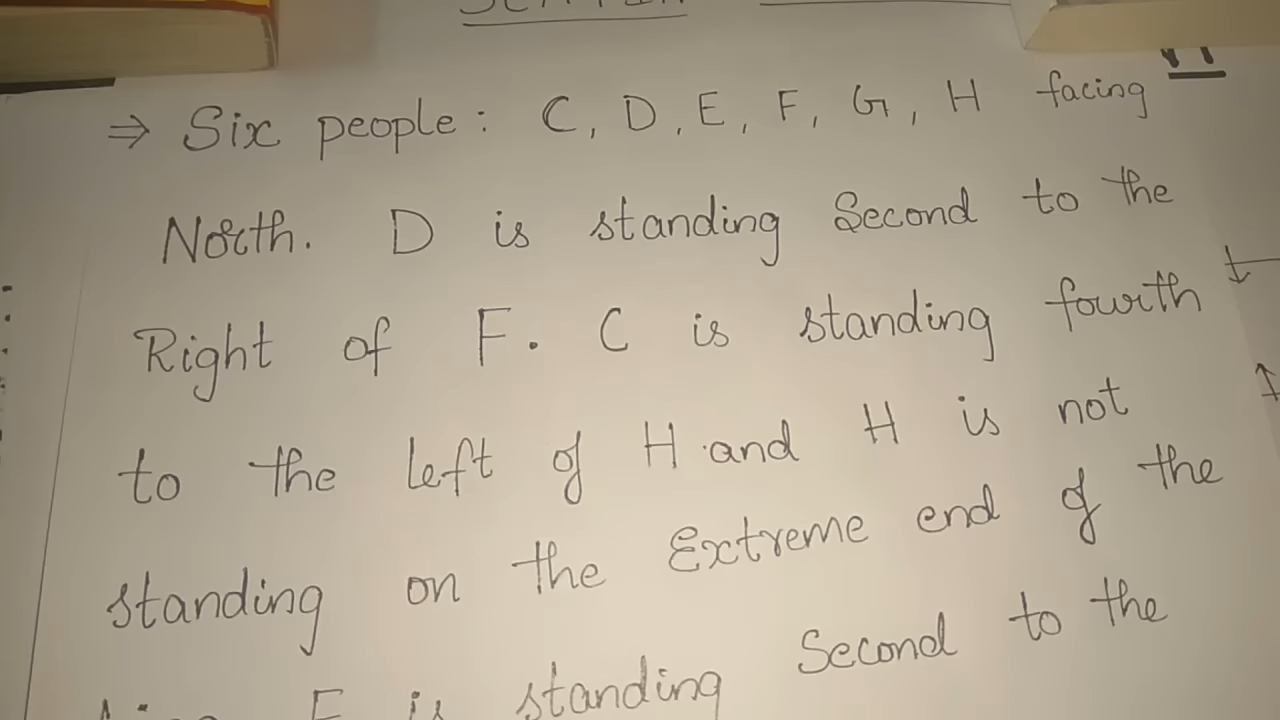 ⇒ Six people: C, D, E, F, G, H facing
North. D is standing Second to the
Right of F. C is standing fourth
to the left of H and H is not
standing on the Extreme end of the
is standing Second to the